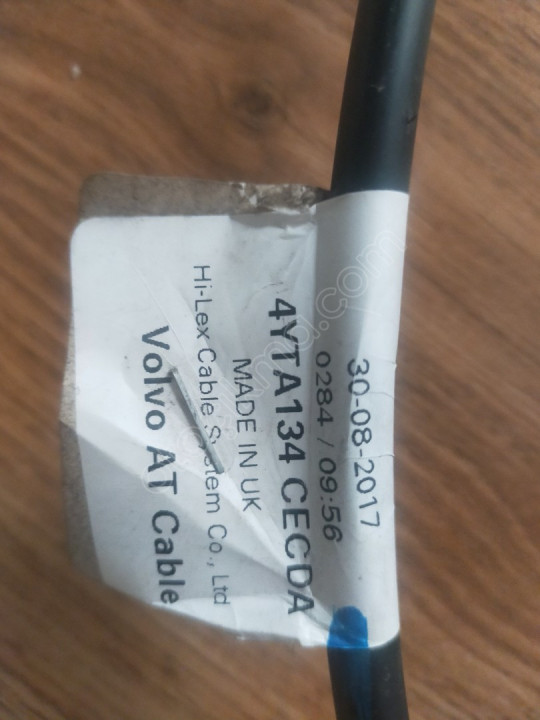 30-08-2017
0284 / 09:56
4YTA134 CECDA
MADE IN UK
Hi-Lex Cable System Co., Ltd
Volvo AT Cable